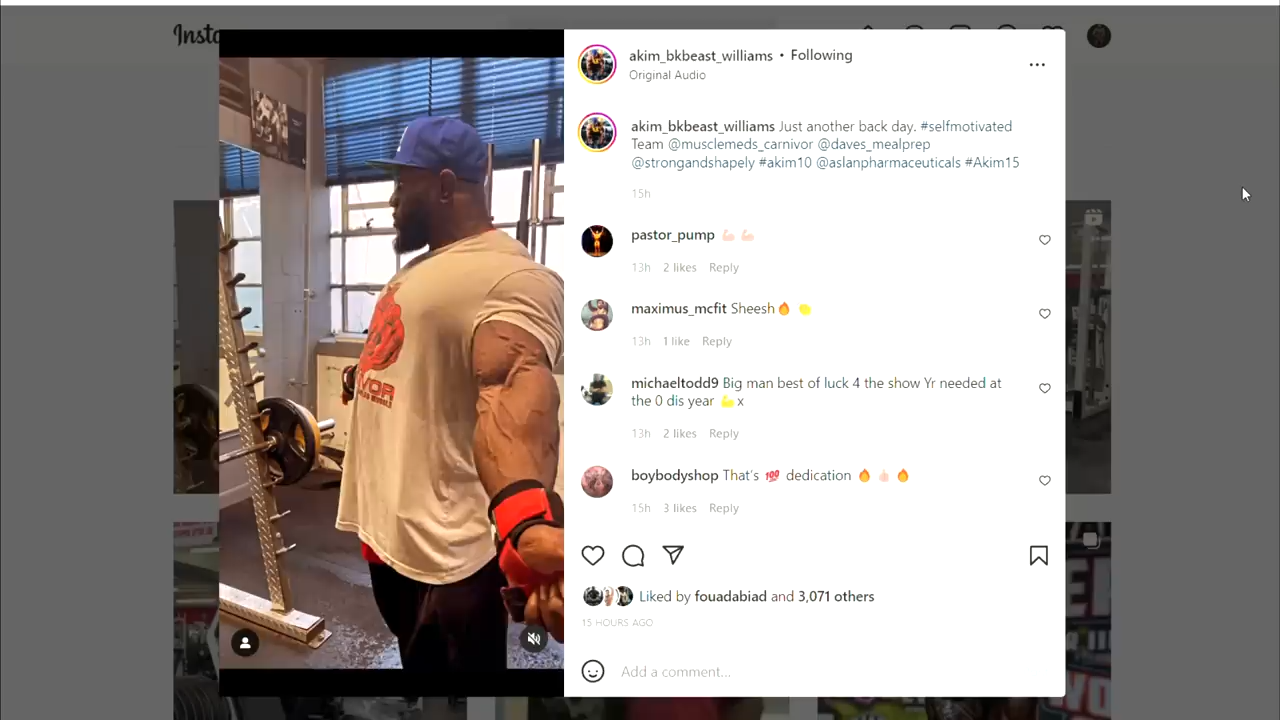 Insta
akim_bkbeast_williams • Following
Original Audio
akim_bkbeast_williams Just another back day. #selfmotivated
Team @musclemeds_carnivor @daves_mealprep
@strongandshapely #akim10 @aslanpharmaceuticals #Akim15
15h
pastor_pump 💪🏻 💪🏻
13h 2 likes Reply
maximus_mcfit Sheesh🔥 👏
13h 1 like Reply
michaeltodd9 Big man best of luck 4 the show Yr needed at
the 0 dis year 💪 x
13h 2 likes Reply
boybodyshop That's 💯 dedication 🔥 👍🏻 🔥
15h 3 likes Reply
Liked by fouadabiad and 3,071 others
15 HOURS AGO
Add a comment...